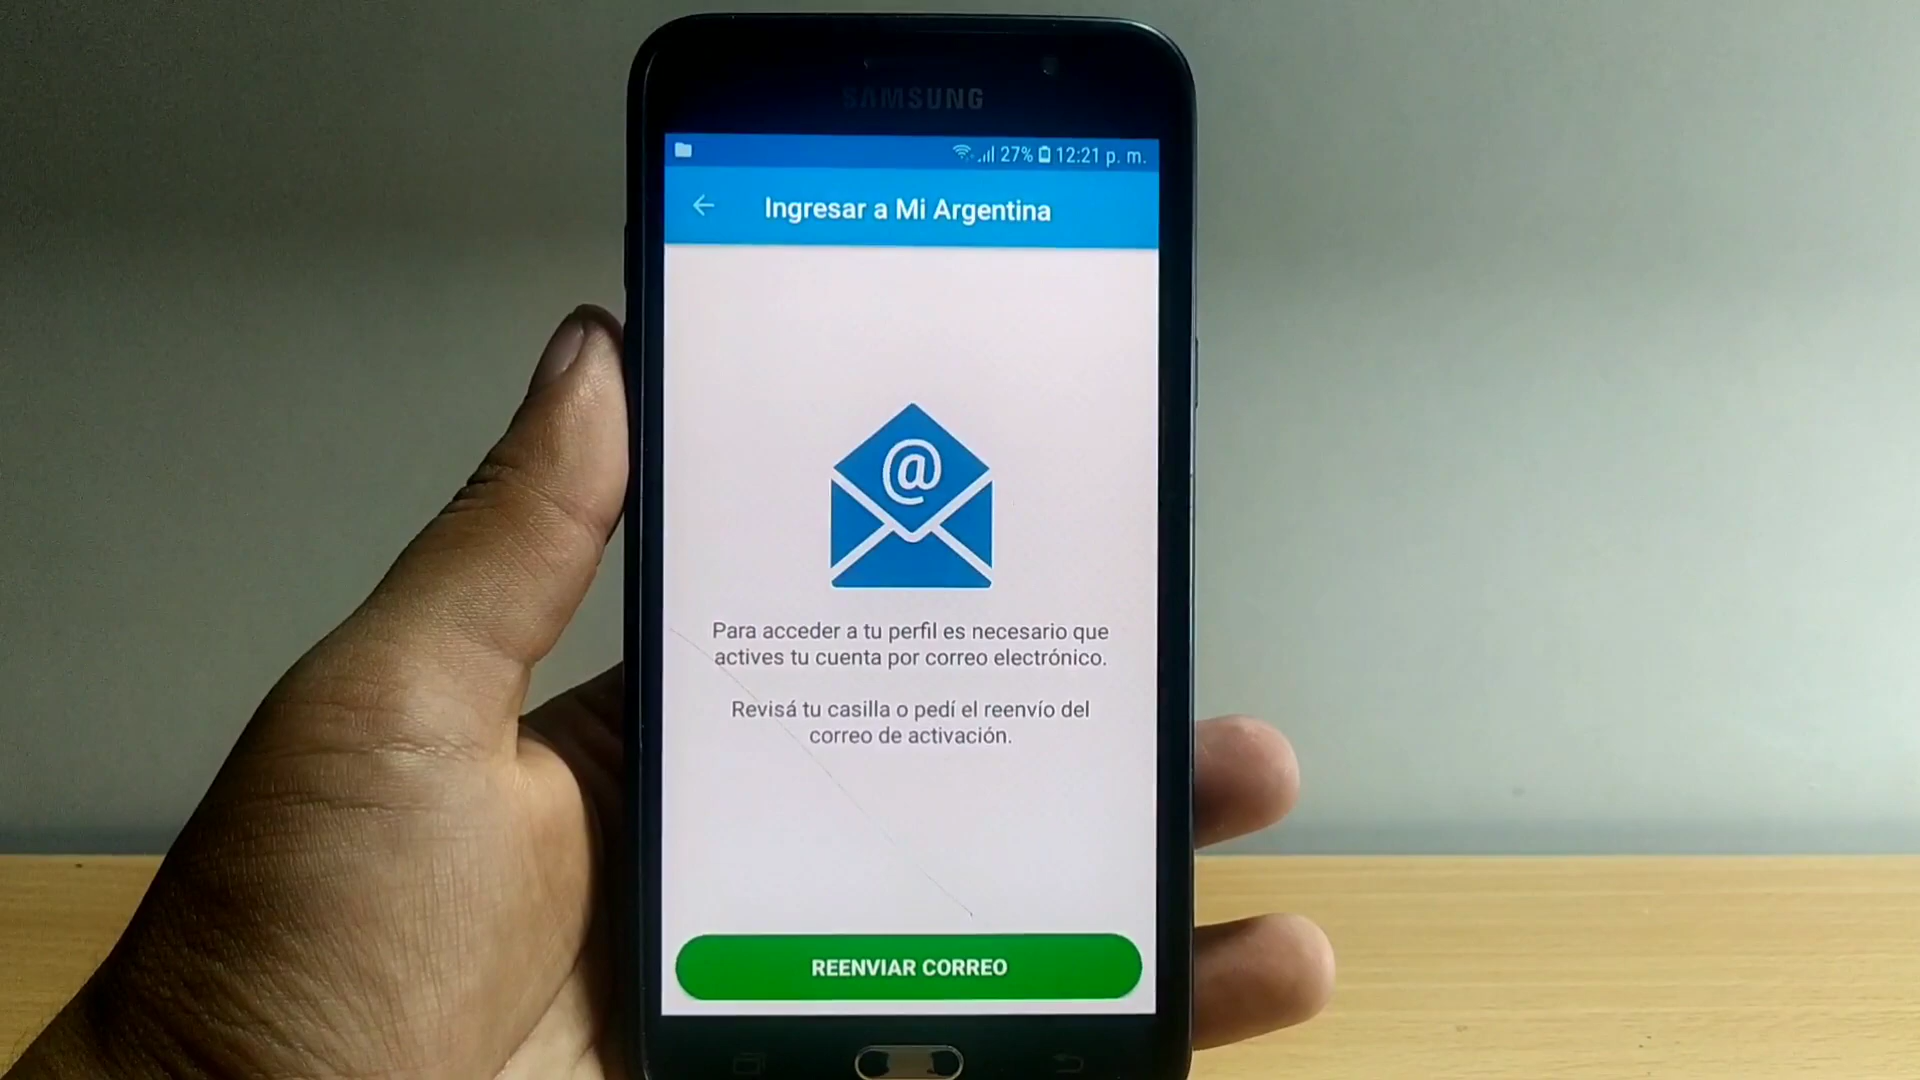 SAMSUNG
27% 12:21 p. m.
Ingresar a Mi Argentina
@
Para acceder a tu perfil es necesario que
actives tu cuenta por correo electrónico.
Revisá tu casilla o pedí el reenvío del
correo de activación.
REENVIAR CORREO